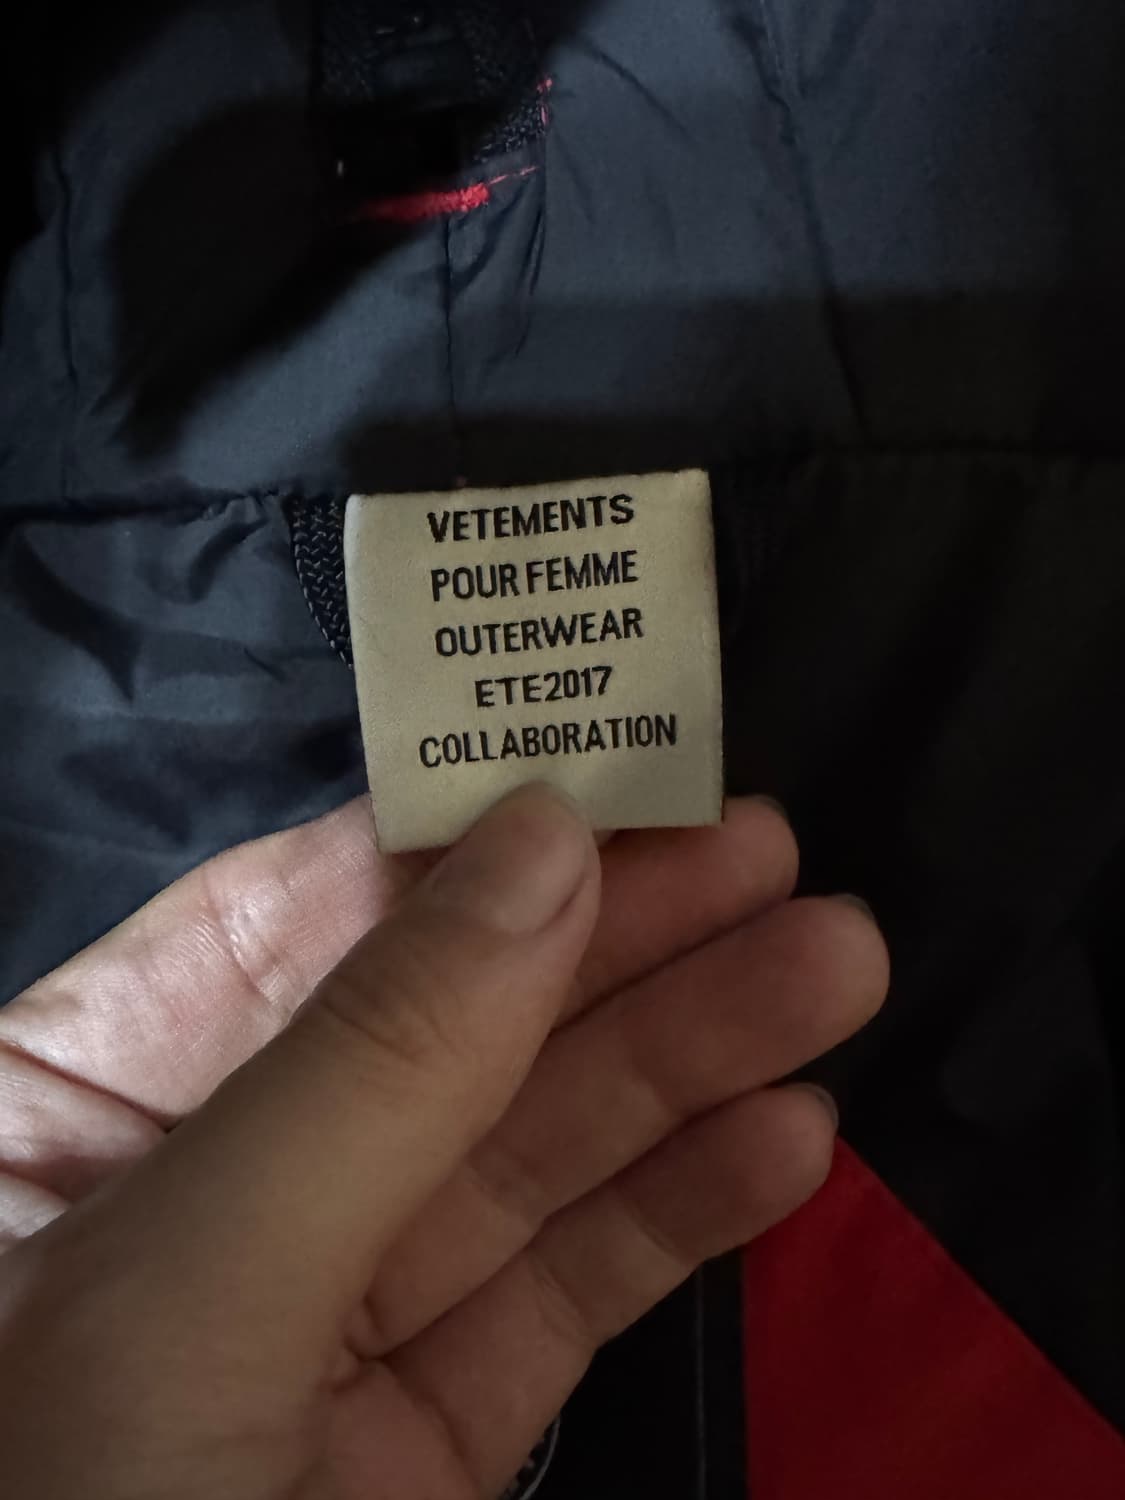 VETEMENTS
POUR FEMME
OUTERWEAR
ETE2017
COLLABORATION